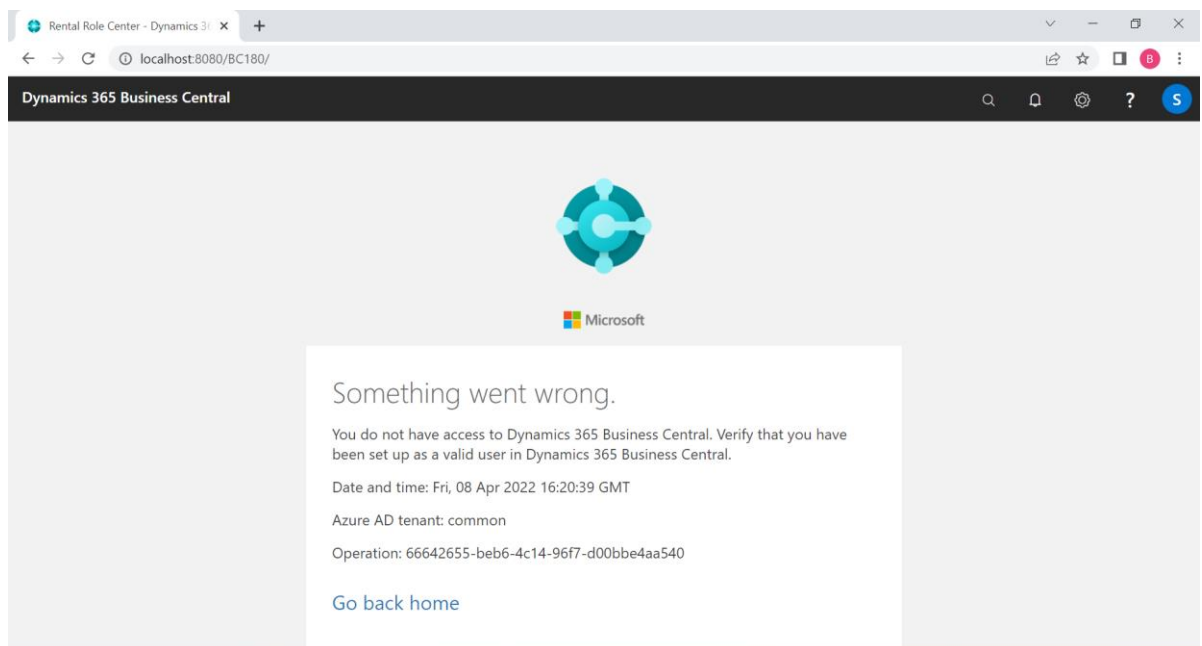 Rental Role Center - Dynamics 3
localhost:8080/BC180/
B
Dynamics 365 Business Central
?
S
Microsoft
Something went wrong.
You do not have access to Dynamics 365 Business Central. Verify that you have
been set up as a valid user in Dynamics 365 Business Central.
Date and time: Fri, 08 Apr 2022 16:20:39 GMT
Azure AD tenant: common
Operation: 66642655-beb6-4c14-96f7-d00bbe4aa540
Go back home